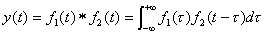 y(t) = f₁(t) * f₂(t) = ∫₋∞⁺∞ f₁(τ) f₂(t − τ)dτ